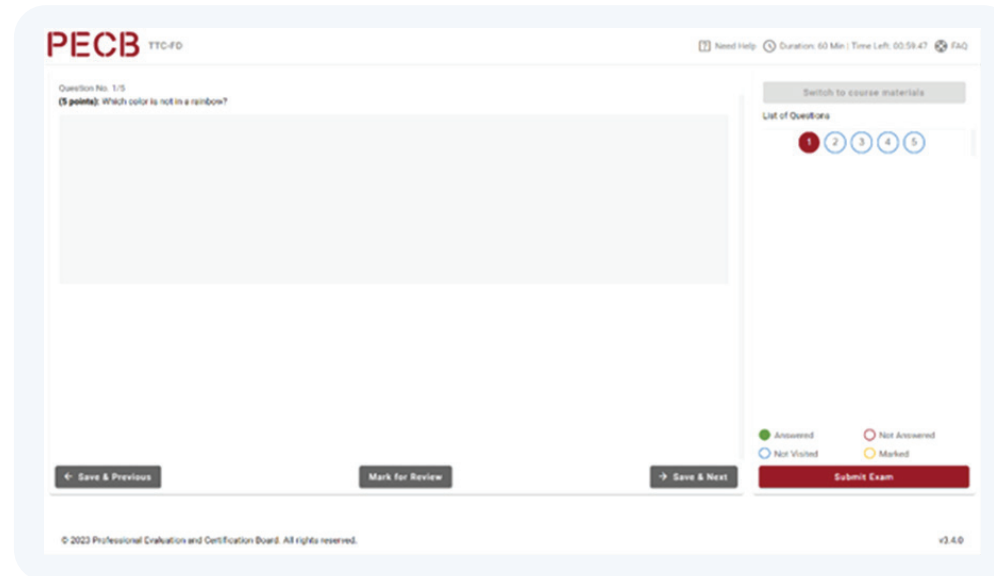 PECB TTC-FD
Need Help Duration: 60 Min | Time Left: 00:59:47 FAQ
Question No. 1/5
(5 points): Which color is not in a rainbow?
Switch to course materials
List of Questions
1 2 3 4 5
Answered Not Answered
Not Visited Marked
Save & Previous Mark for Review Save & Next Submit Exam
© 2023 Professional Evaluation and Certification Board. All rights reserved. v3.4.0